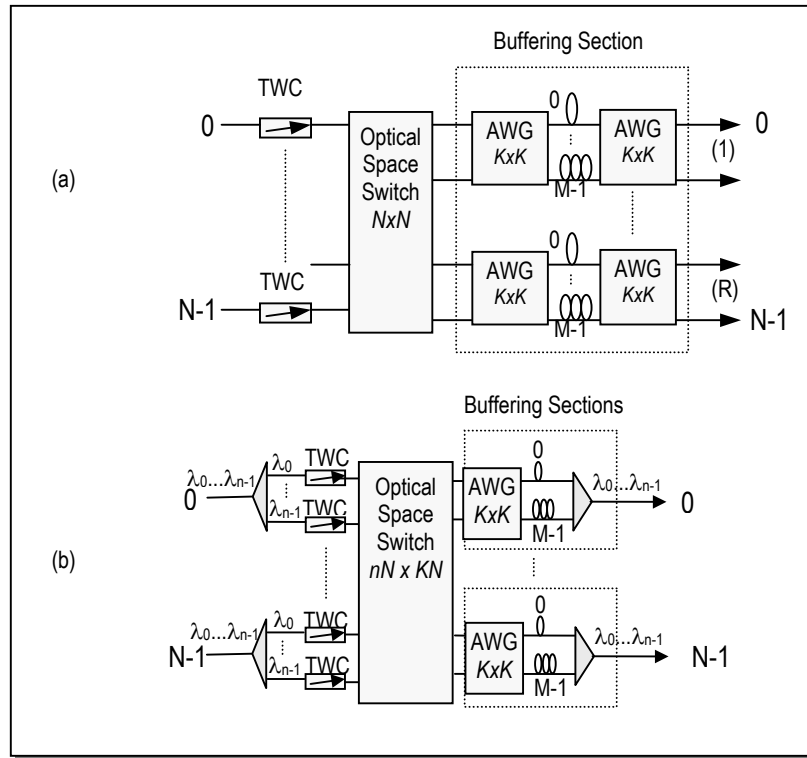 Buffering Section
TWC
0
Optical
Space
Switch
NxN
AWG
KxK
0
M-1
AWG
KxK
0
(1)
(a)
TWC
N-1
AWG
KxK
0
M-1
AWG
KxK
(R)
N-1
Buffering Sections
λ0...λn-1
0
λ0
TWC
λn-1
TWC
Optical
Space
Switch
nN x KN
AWG
KxK
0
M-1
λ0...λn-1
0
(b)
λ0...λn-1
N-1
λ0
TWC
λn-1
TWC
AWG
KxK
0
M-1
λ0...λn-1
N-1